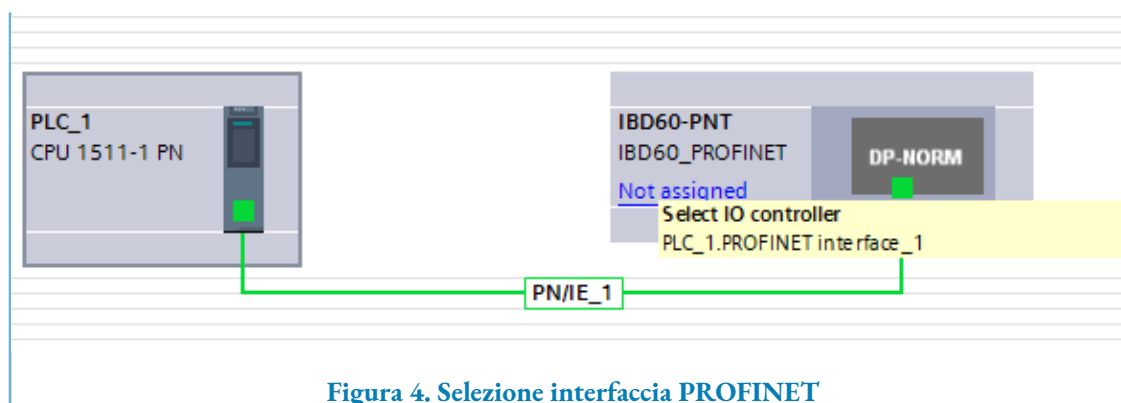 PLC_1
CPU 1511-1 PN
IBD60-PNT
IBD60_PROFINET
DP-NORM
Not assigned
Select IO controller
PLC_1.PROFINET interface_1
PN/IE_1
Figura 4. Selezione interfaccia PROFINET